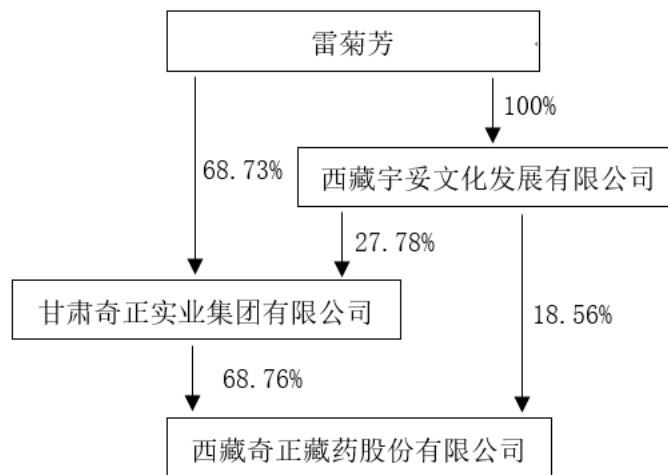 雷菊芳
100%
68.73%
西藏宇妥文化发展有限公司
27.78%
甘肃奇正实业集团有限公司
18.56%
68.76%
西藏奇正藏药股份有限公司